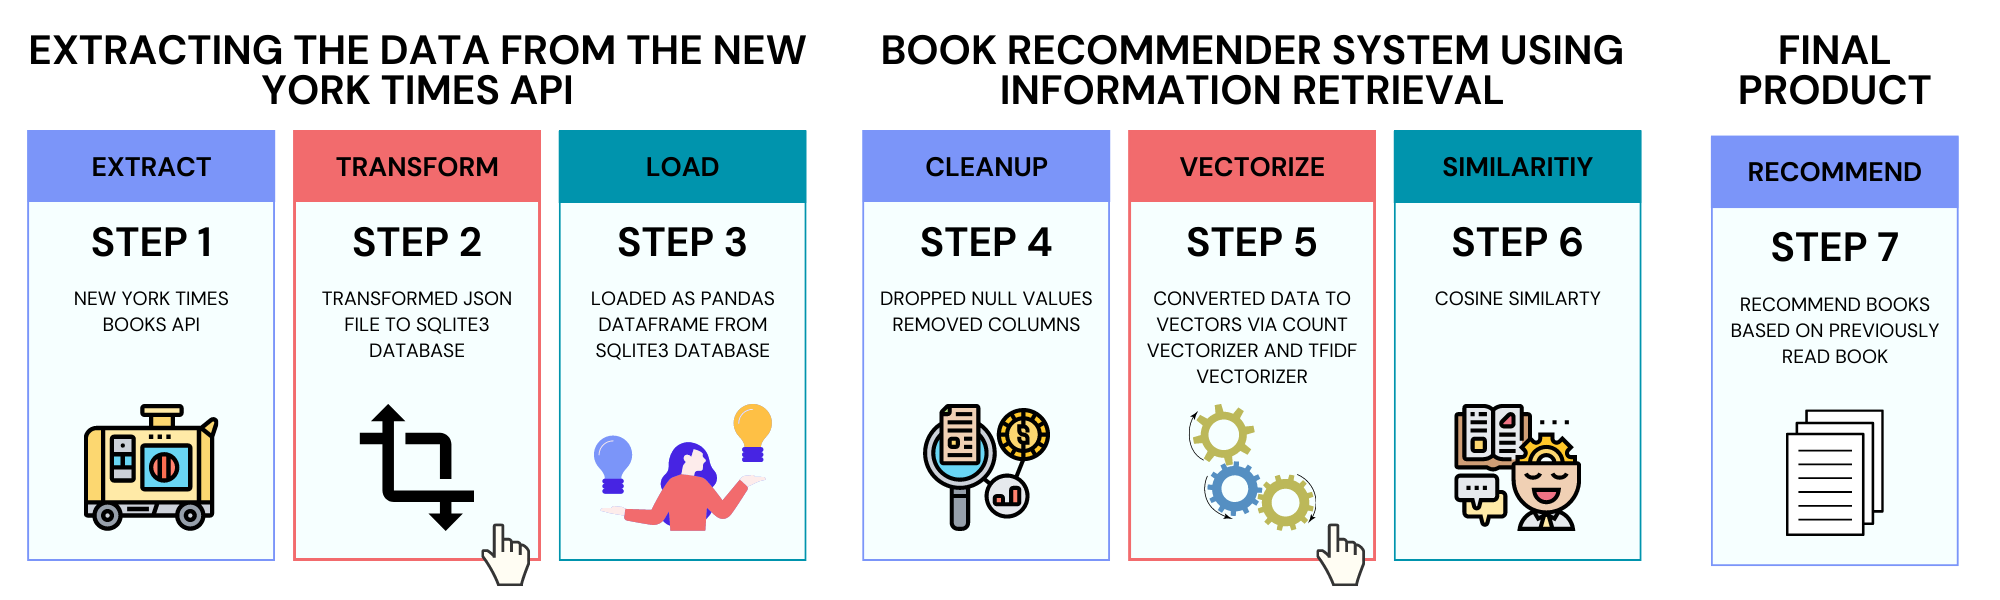 EXTRACTING THE DATA FROM THE NEW
YORK TIMES API
EXTRACT
STEP 1
NEW YORK TIMES
BOOKS API
TRANSFORM
STEP 2
TRANSFORMED JSON
FILE TO SQLITE3
DATABASE
LOAD
STEP 3
LOADED AS PANDAS
DATAFRAME FROM
SQLITE3 DATABASE
BOOK RECOMMENDER SYSTEM USING
INFORMATION RETRIEVAL
CLEANUP
STEP 4
DROPPED NULL VALUES
REMOVED COLUMNS
VECTORIZE
STEP 5
CONVERTED DATA TO
VECTORS VIA COUNT
VECTORIZER AND TFIDF
VECTORIZER
SIMILARITIY
STEP 6
COSINE SIMILARTY
FINAL
PRODUCT
RECOMMEND
STEP 7
RECOMMEND BOOKS
BASED ON PREVIOUSLY
READ BOOK